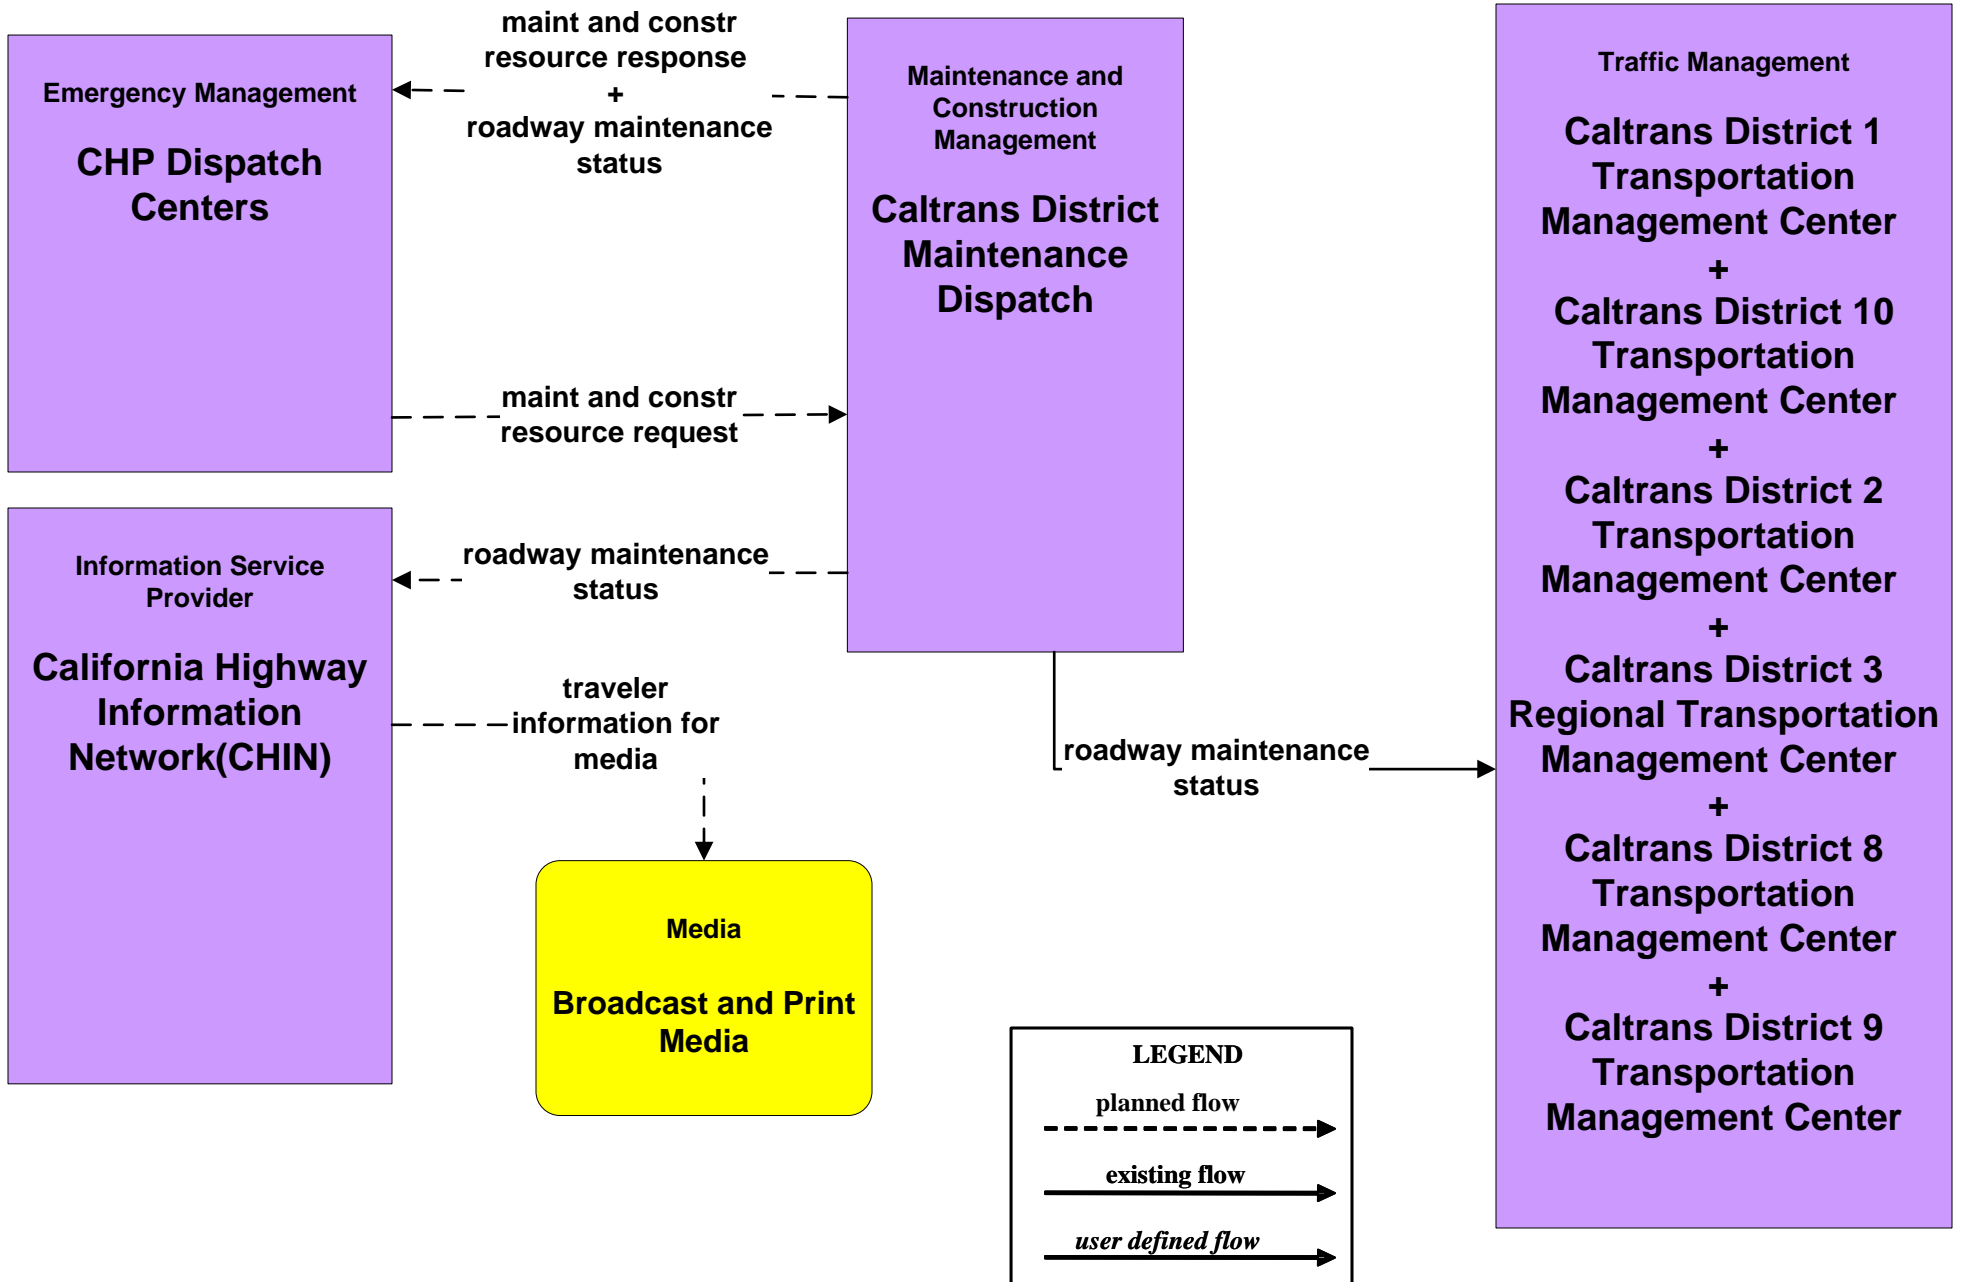 Emergency Management
CHP Dispatch
Centers
maint and constr
resource response
+
roadway maintenance
status
maint and constr
resource request
Maintenance and
Construction
Management
Caltrans District
Maintenance
Dispatch
Information Service
Provider
California Highway
Information
Network(CHIN)
roadway maintenance
status
traveler
information for
media
Media
Broadcast and Print
Media
roadway maintenance
status
Traffic Management
Caltrans District 1
Transportation
Management Center
+
Caltrans District 10
Transportation
Management Center
+
Caltrans District 2
Transportation
Management Center
+
Caltrans District 3
Regional Transportation
Management Center
+
Caltrans District 8
Transportation
Management Center
+
Caltrans District 9
Transportation
Management Center
LEGEND
planned flow
existing flow
user defined flow